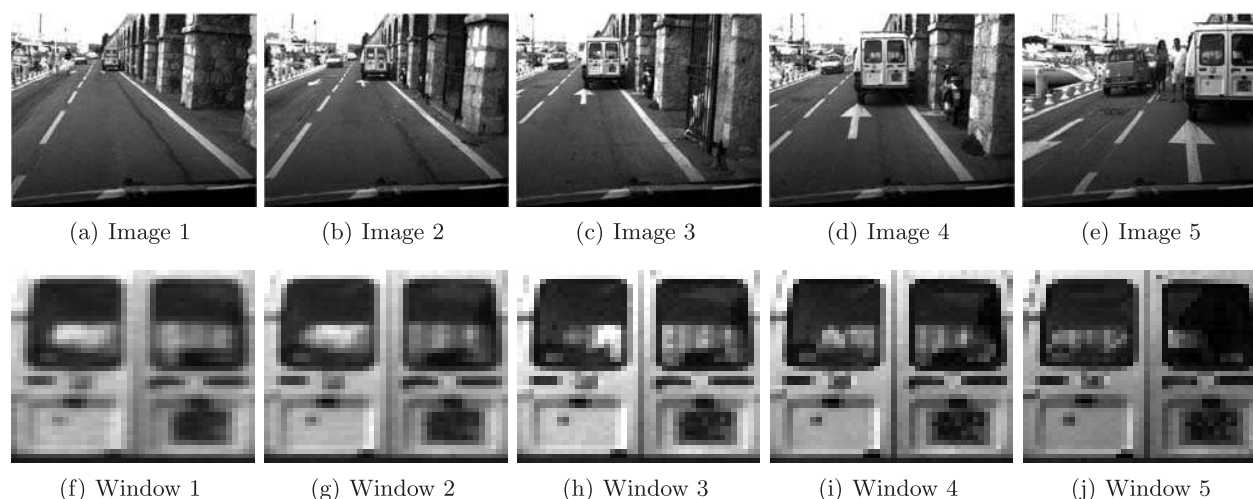 (a) Image 1
(b) Image 2
(c) Image 3
(d) Image 4
(e) Image 5
(f) Window 1
(g) Window 2
(h) Window 3
(i) Window 4
(j) Window 5